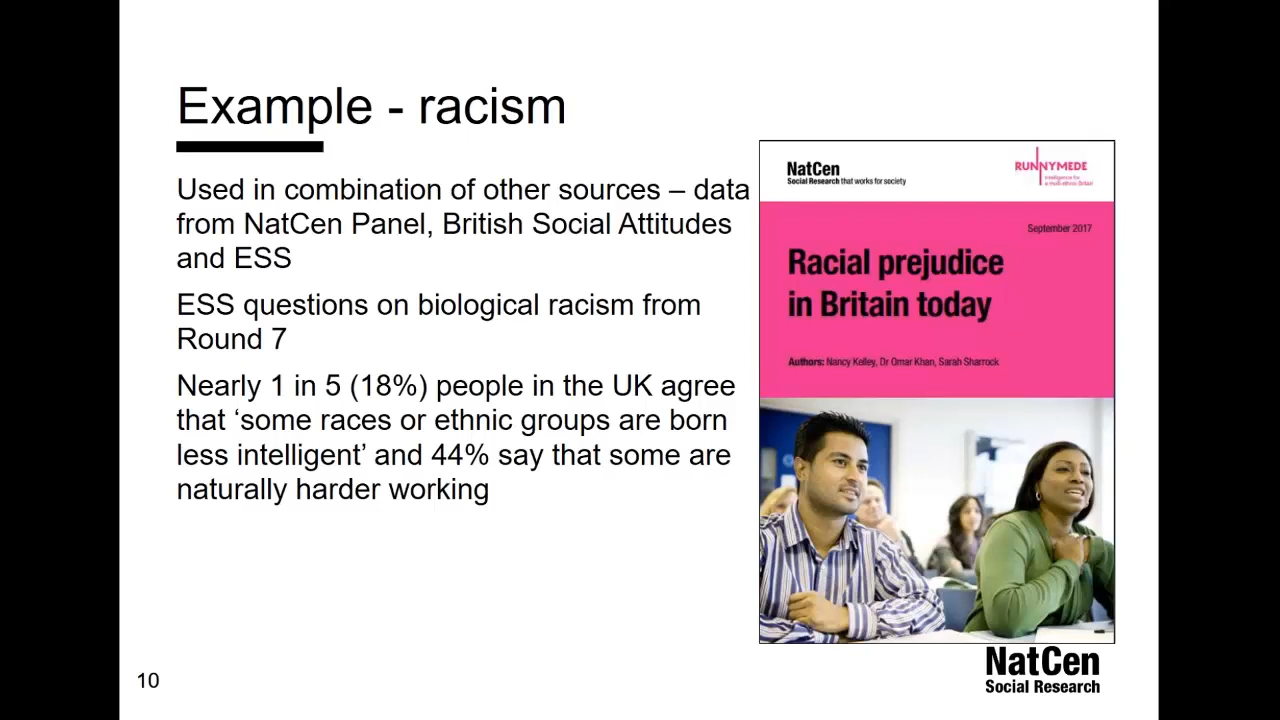 Example - racism
Used in combination of other sources – data
from NatCen Panel, British Social Attitudes
and ESS
ESS questions on biological racism from
Round 7
Nearly 1 in 5 (18%) people in the UK agree
that ‘some races or ethnic groups are born
less intelligent’ and 44% say that some are
naturally harder working
NatCen
Social Research that works for society
RUNNYMEDE
Intelligence for
a multi-ethnic Britain
September 2017
Racial prejudice
in Britain today
Authors: Nancy Kelley, Dr Omar Khan, Sarah Sharrock
NatCen
Social Research
10